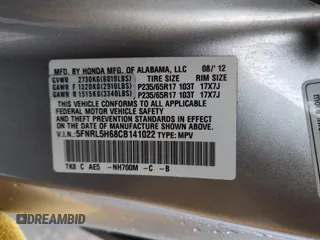 MFD. BY HONDA MFG. OF ALABAMA, LLC 08/'12
GVWR 2730KG(6019LBS) TIRE SIZE RIM SIZE
GAWR F 1320KG(2910LBS) P235/65R17 103T 17X7J
GAWR R 1515KG(3340LBS) P235/65R17 103T 17X7J
THIS VEHICLE CONFORMS TO ALL APPLICABLE
FEDERAL MOTOR VEHICLE SAFETY AND THEFT
PREVENTION STANDARDS IN EFFECT ON THE DATE
OF MANUFACTURE SHOWN ABOVE.
V.I.N.:5FNRL5H68CB141022 TYPE: MPV
TK8 C AE5 -NH700M -C -B
DREAMBID